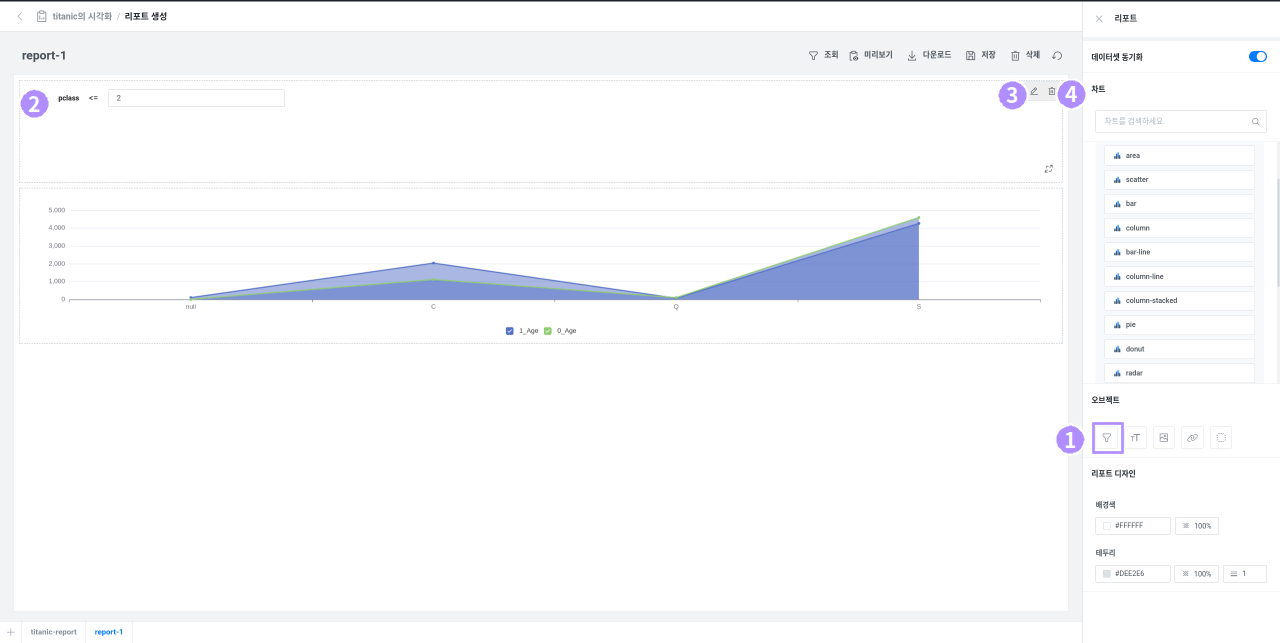 titanic의 시각화 / 리포트 생성
report-1
조회 미리보기 다운로드 저장 삭제
2
pclass <= 2
3
4
5,000
4,000
3,000
2,000
1,000
0
null C Q S
1_Age 0_Age
titanic-report report-1
리포트
데이터셋 동기화
차트
차트를 검색하세요.
area
scatter
bar
column
bar-line
column-line
column-stacked
pie
donut
radar
오브젝트
1
TT
리포트 디자인
배경색
#FFFFFF 100%
테두리
#DEE2E6 100% 1